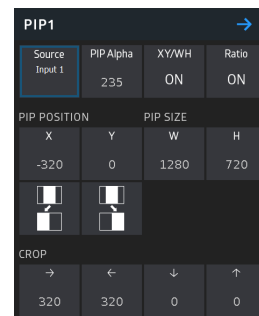 PIP1 →
Source PIP Alpha XY/WH Ratio
Input 1 235 ON ON
PIP POSITION PIP SIZE
X Y W H
-320 0 1280 720
CROP
→ ← ↓ ↑
320 320 0 0